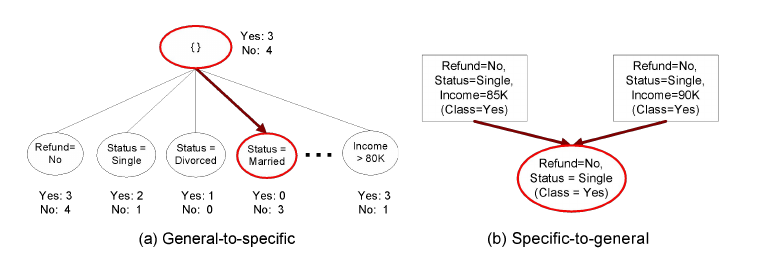 { }
Yes: 3
No: 4
Refund=
No
Status =
Single
Status =
Divorced
Status =
Married
...
Income
> 80K
Yes: 3
No: 4
Yes: 2
No: 1
Yes: 1
No: 0
Yes: 0
No: 3
Yes: 3
No: 1
(a) General-to-specific
Refund=No,
Status=Single,
Income=85K
(Class=Yes)
Refund=No,
Status=Single,
Income=90K
(Class=Yes)
Refund=No,
Status = Single
(Class = Yes)
(b) Specific-to-general